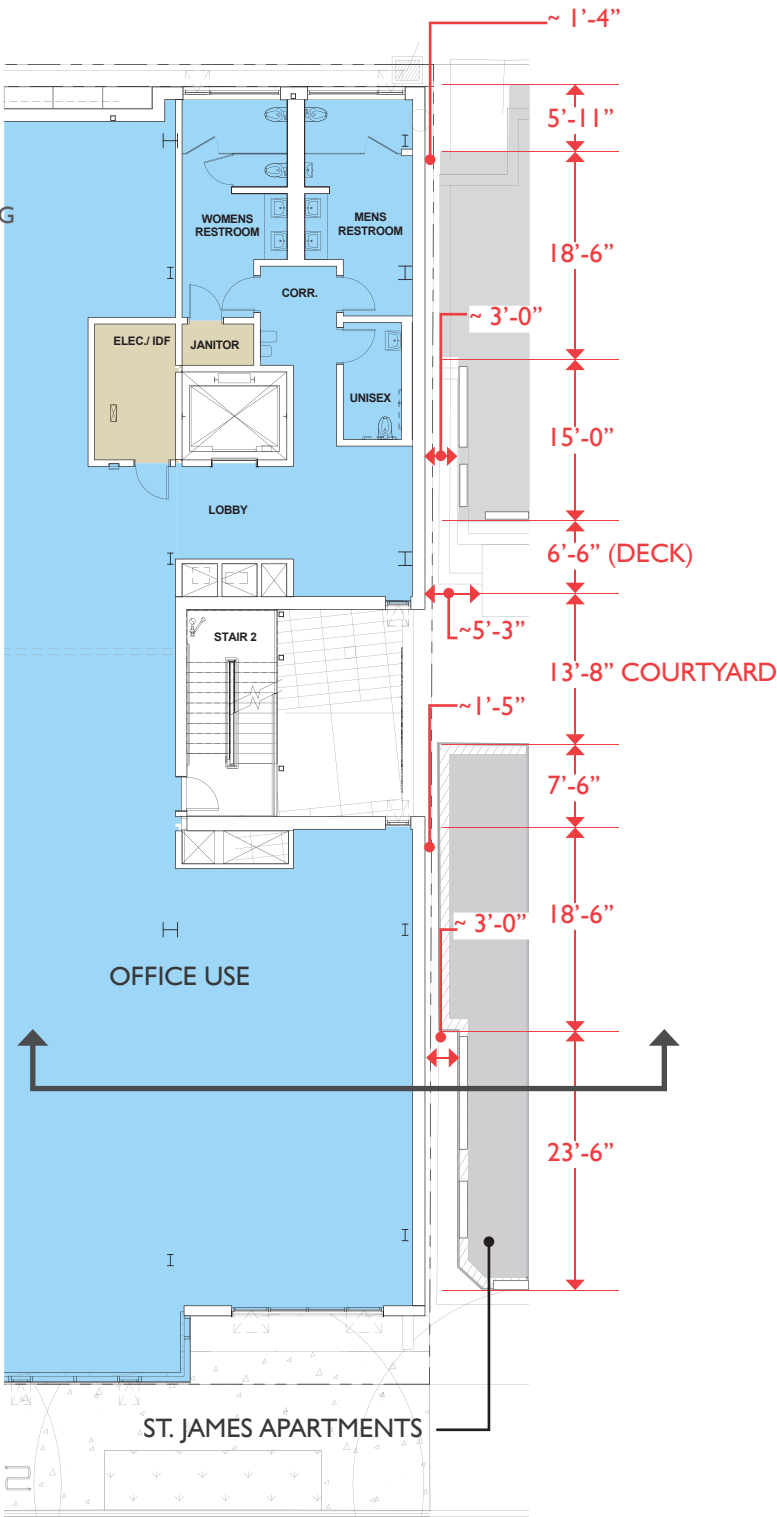 ~ 1’-4”
5’-11”
G
WOMENS
RESTROOM
MENS
RESTROOM
18’-6”
CORR.
~ 3’-0”
ELEC./ IDF
JANITOR
UNISEX
15’-0”
LOBBY
6’-6” (DECK)
~5’-3”
STAIR 2
13’-8” COURTYARD
~1’-5”
7’-6”
~ 3’-0”
18’-6”
OFFICE USE
23’-6”
ST. JAMES APARTMENTS